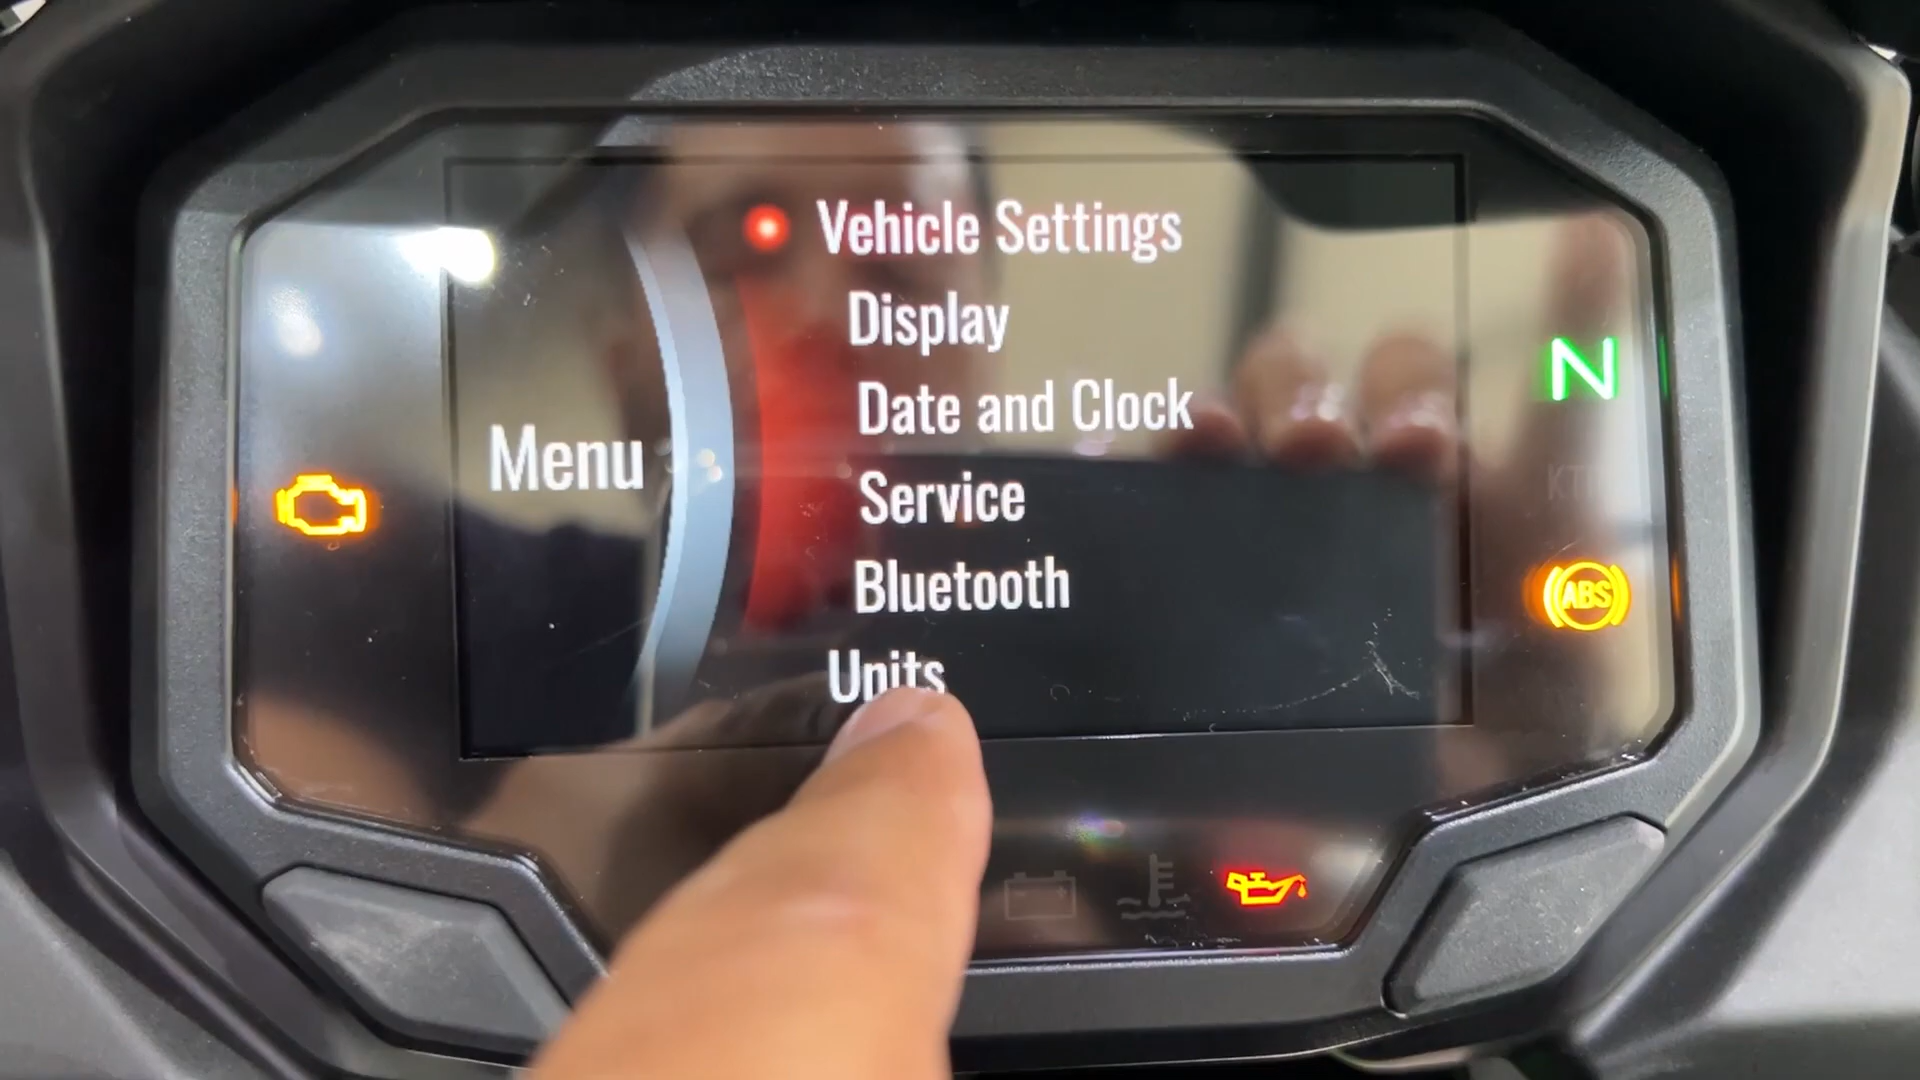 Vehicle Settings
Display
Date and Clock
Menu
Service
Bluetooth
Units
N
ABS